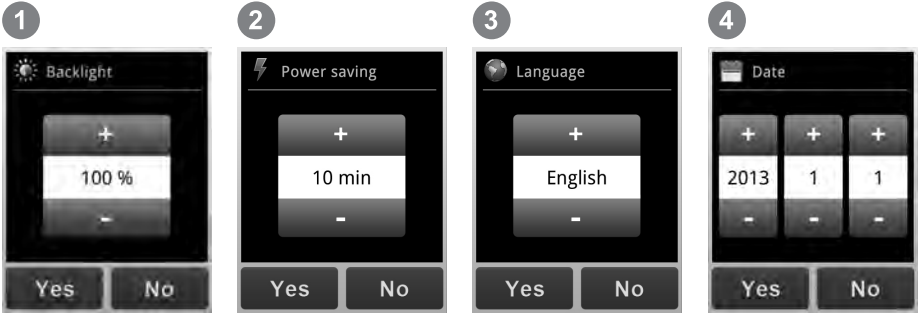 1
Backlight
+
100 %
-
Yes No
2
Power saving
+
10 min
-
Yes No
3
Language
+
English
-
Yes No
4
Date
+ + +
2013 1 1
- - -
Yes No